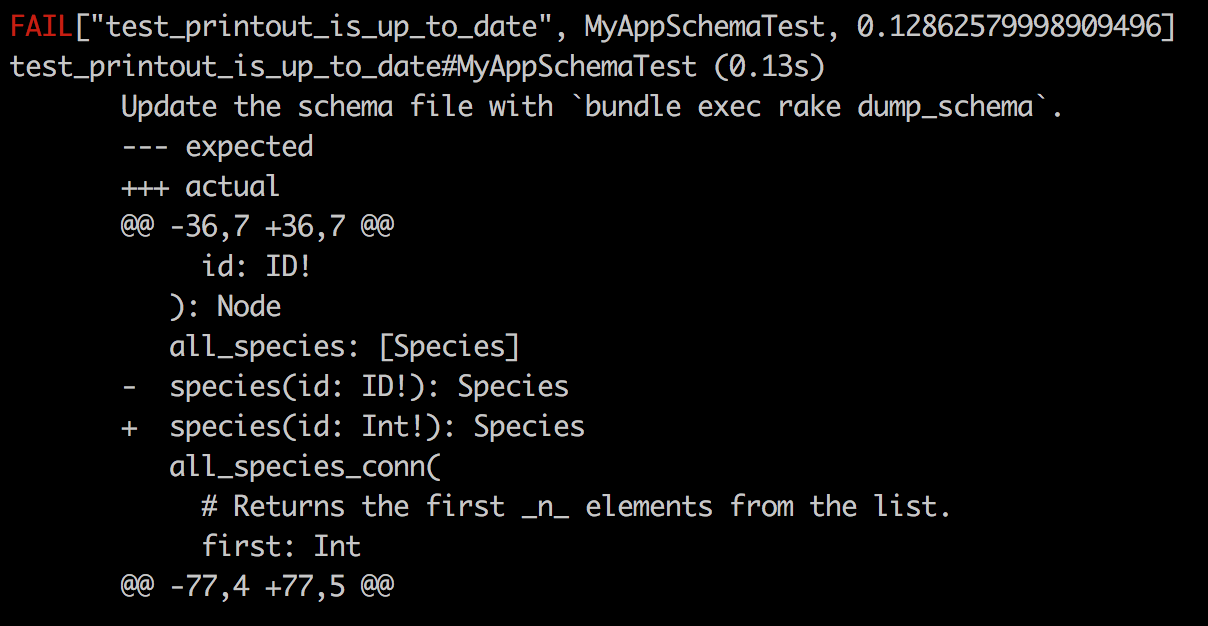 FAIL["test_printout_is_up_to_date", MyAppSchemaTest, 0.12862579998909496]
test_printout_is_up_to_date#MyAppSchemaTest (0.13s)
Update the schema file with `bundle exec rake dump_schema`.
--- expected
+++ actual
@@ -36,7 +36,7 @@
id: ID!
): Node
all_species: [Species]
-  species(id: ID!): Species
+  species(id: Int!): Species
all_species_conn(
# Returns the first _n_ elements from the list.
first: Int
@@ -77,4 +77,5 @@